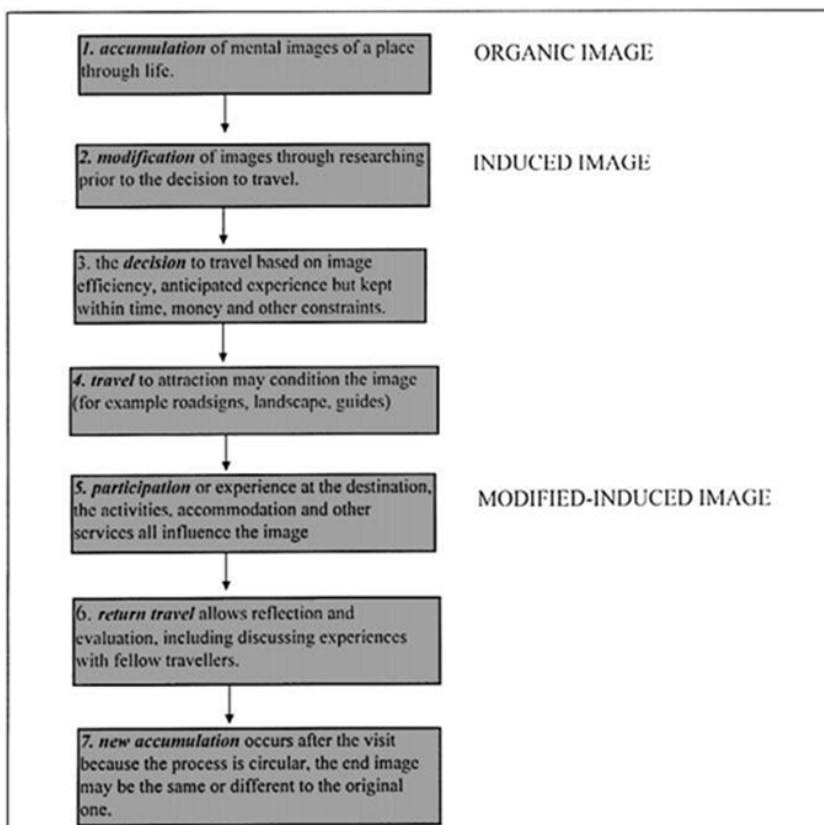 1. accumulation of mental images of a place
through life.
ORGANIC IMAGE
2. modification of images through researching
prior to the decision to travel.
INDUCED IMAGE
3. the decision to travel based on image
efficiency, anticipated experience but kept
within time, money and other constraints.
4. travel to attraction may condition the image
(for example roadsigns, landscape, guides)
5. participation or experience at the destination,
the activities, accommodation and other
services all influence the image
MODIFIED-INDUCED IMAGE
6. return travel allows reflection and
evaluation, including discussing experiences
with fellow travellers.
7. new accumulation occurs after the visit
because the process is circular, the end image
may be the same or different to the original
one.